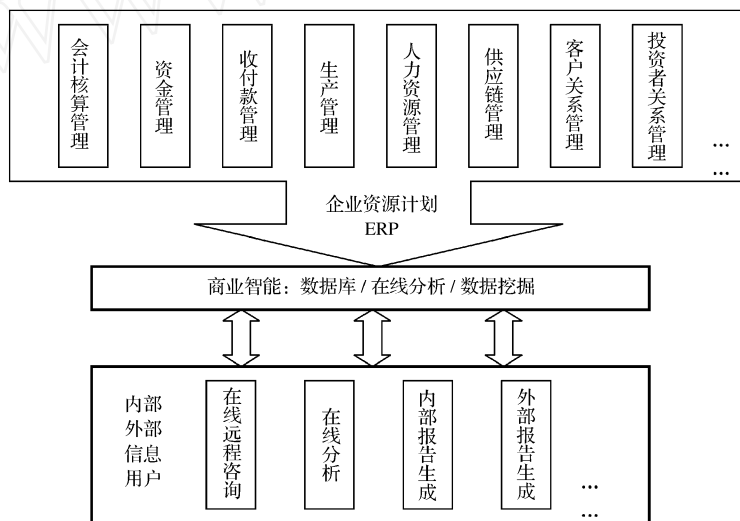 会计核算管理
资金管理
收付款管理
生产管理
人力资源管理
供应链管理
客户关系管理
投资者关系管理
...
...
企业资源计划
ERP
商业智能：数据库 / 在线分析 / 数据挖掘
内部
外部
信息
用户
在线远程咨询
在线分析
内部报告生成
外部报告生成
...
...